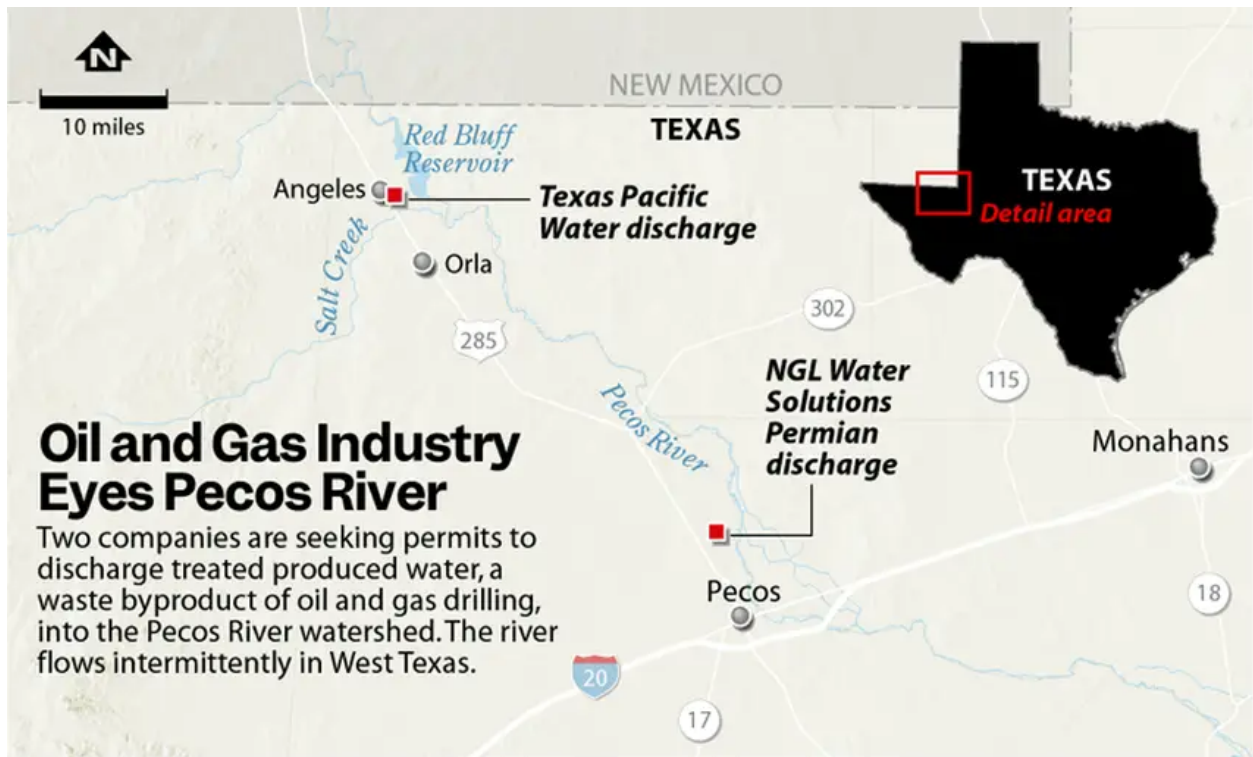 N
10 miles
NEW MEXICO
TEXAS
Red Bluff
Reservoir
Angeles
Texas Pacific
Water discharge
TEXAS
Detail area
Salt Creek
Orla
285
302
115
Pecos River
NGL Water
Solutions
Permian
discharge
Monahans
Oil and Gas Industry
Eyes Pecos River
Two companies are seeking permits to
discharge treated produced water, a
waste byproduct of oil and gas drilling,
into the Pecos River watershed. The river
flows intermittently in West Texas.
Pecos
18
20
17